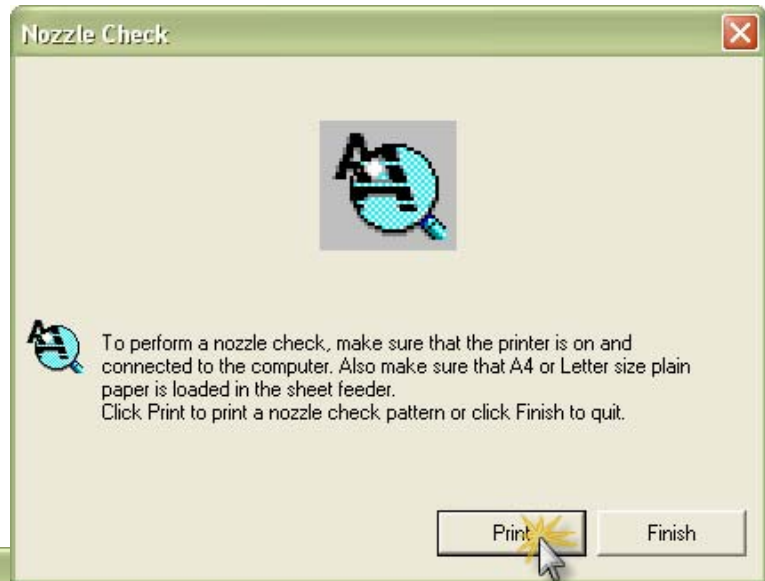 Nozzle Check
To perform a nozzle check, make sure that the printer is on and
connected to the computer. Also make sure that A4 or Letter size plain
paper is loaded in the sheet feeder.
Click Print to print a nozzle check pattern or click Finish to quit.
Print
Finish